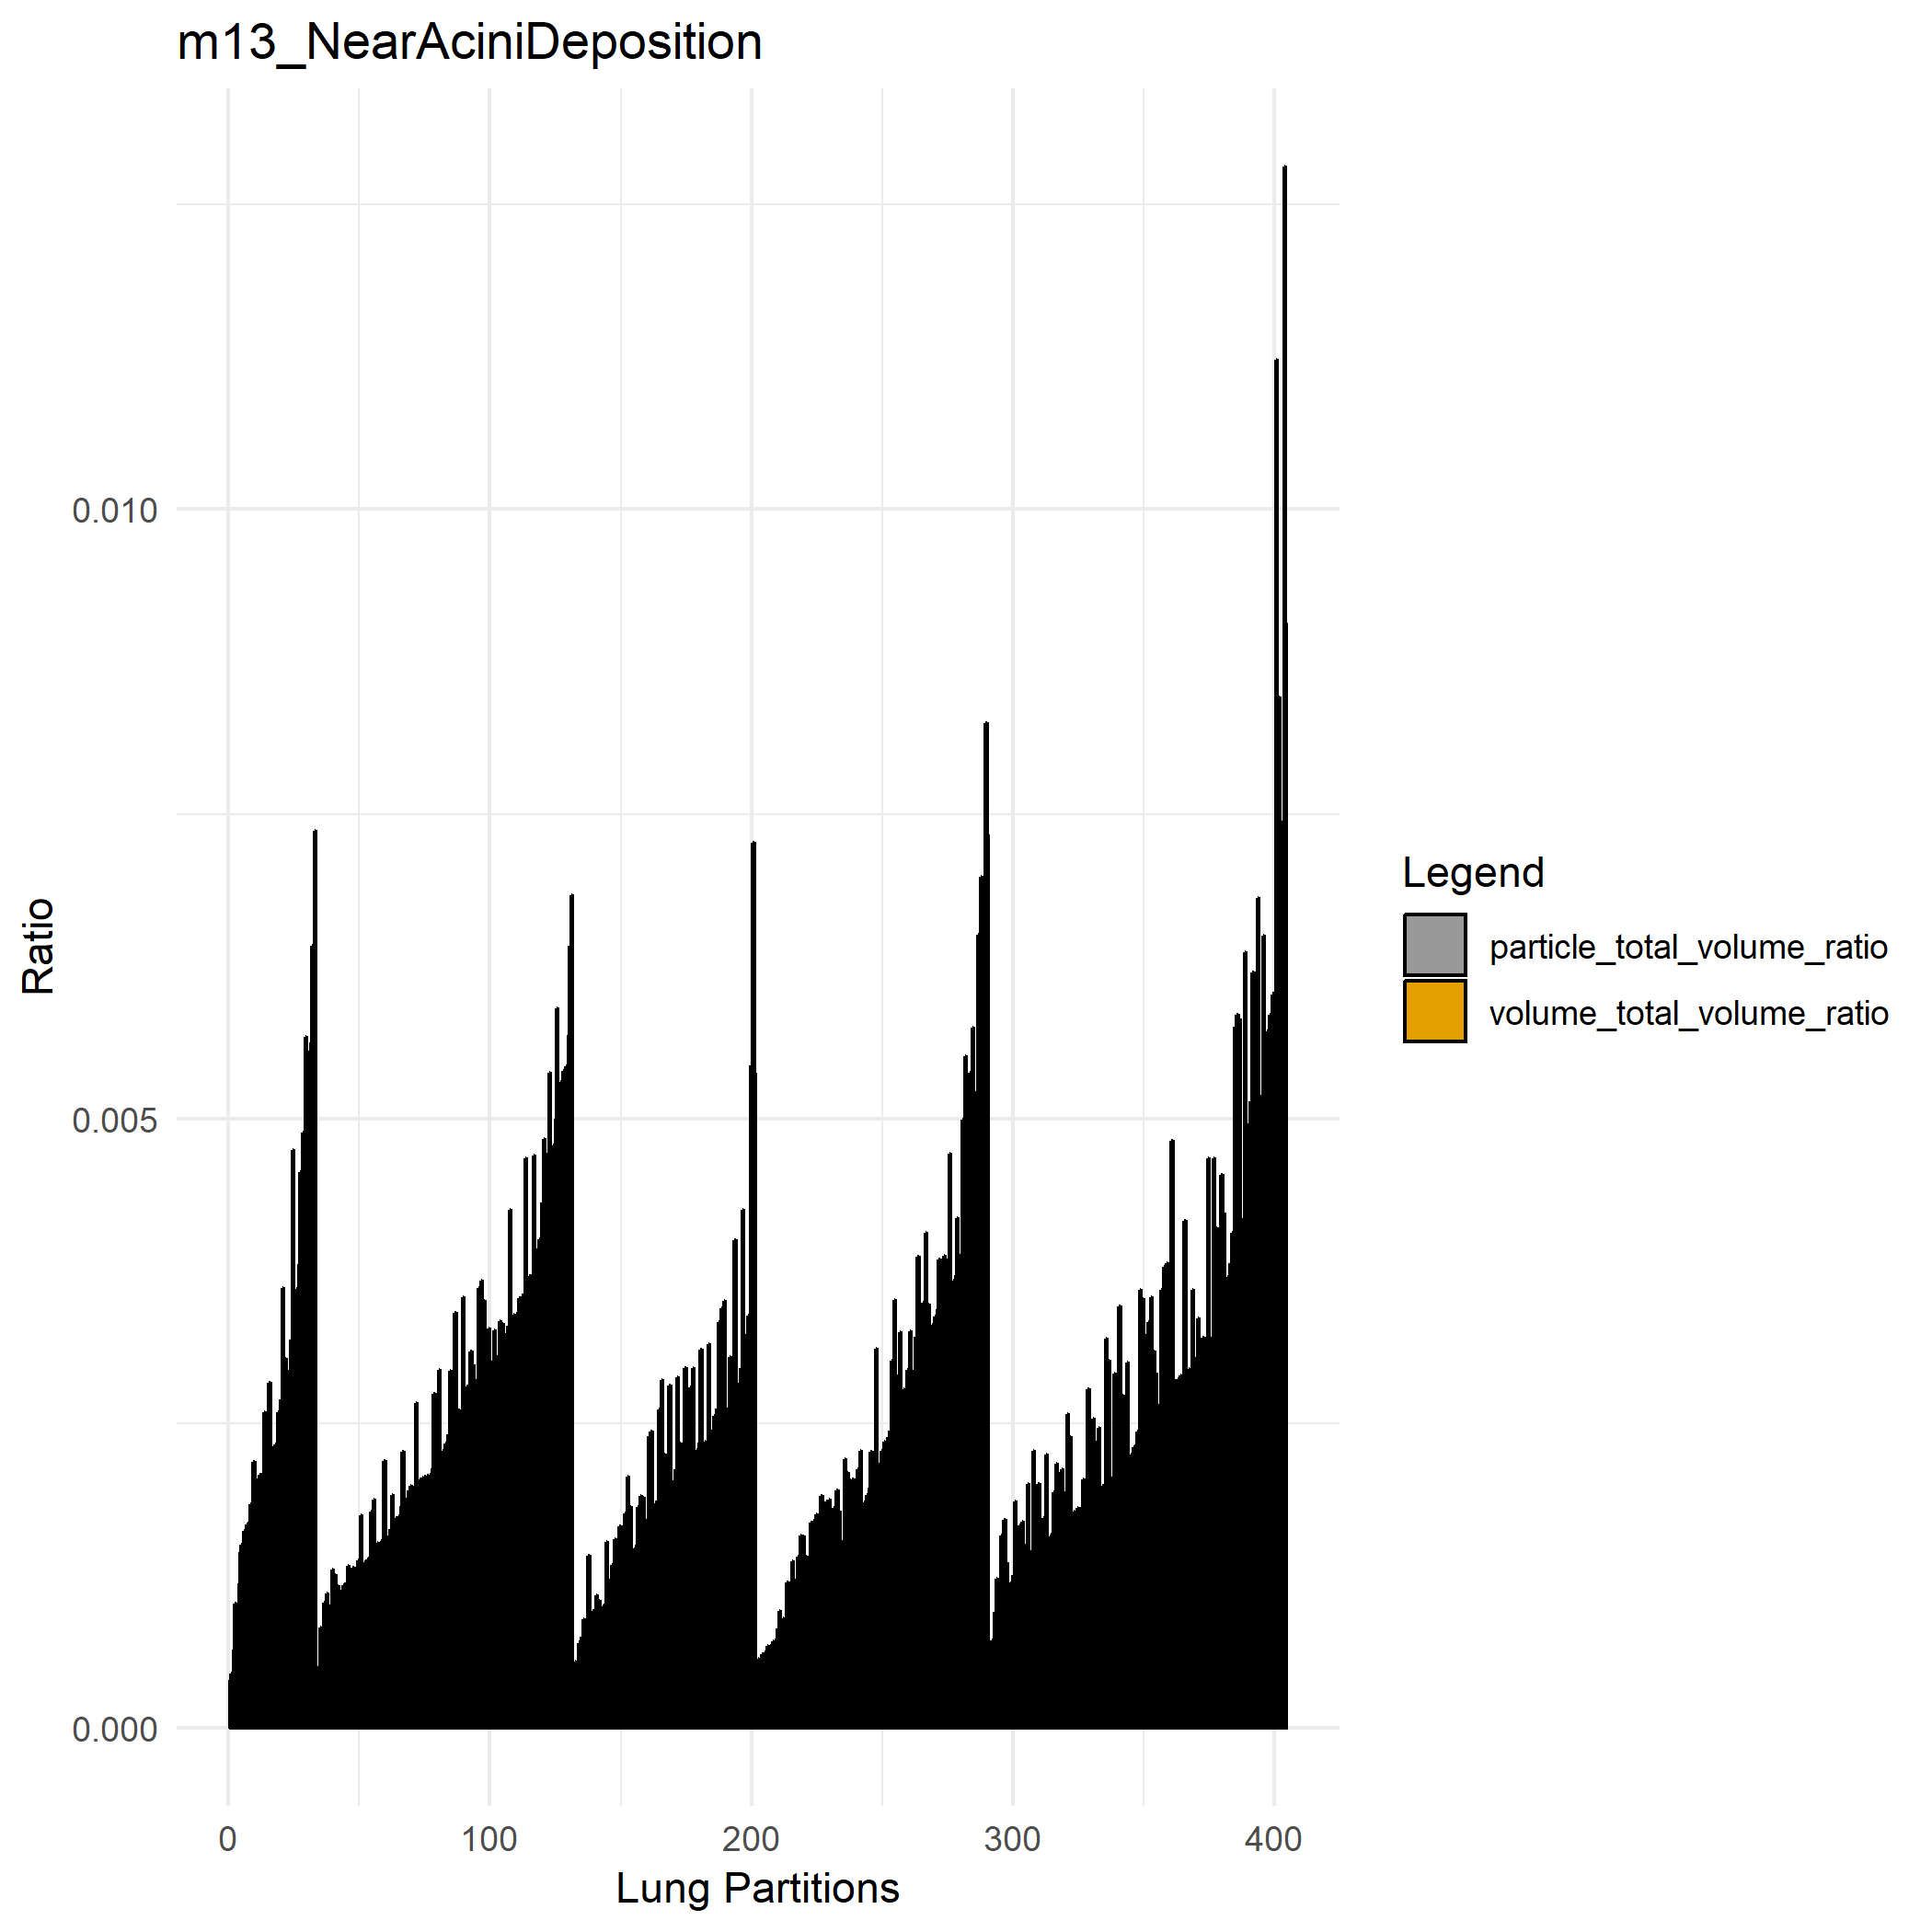 m13_NearAciniDeposition
Ratio
0.010
0.005
0.000
0 100 200 300 400
Lung Partitions
Legend
particle_total_volume_ratio
volume_total_volume_ratio